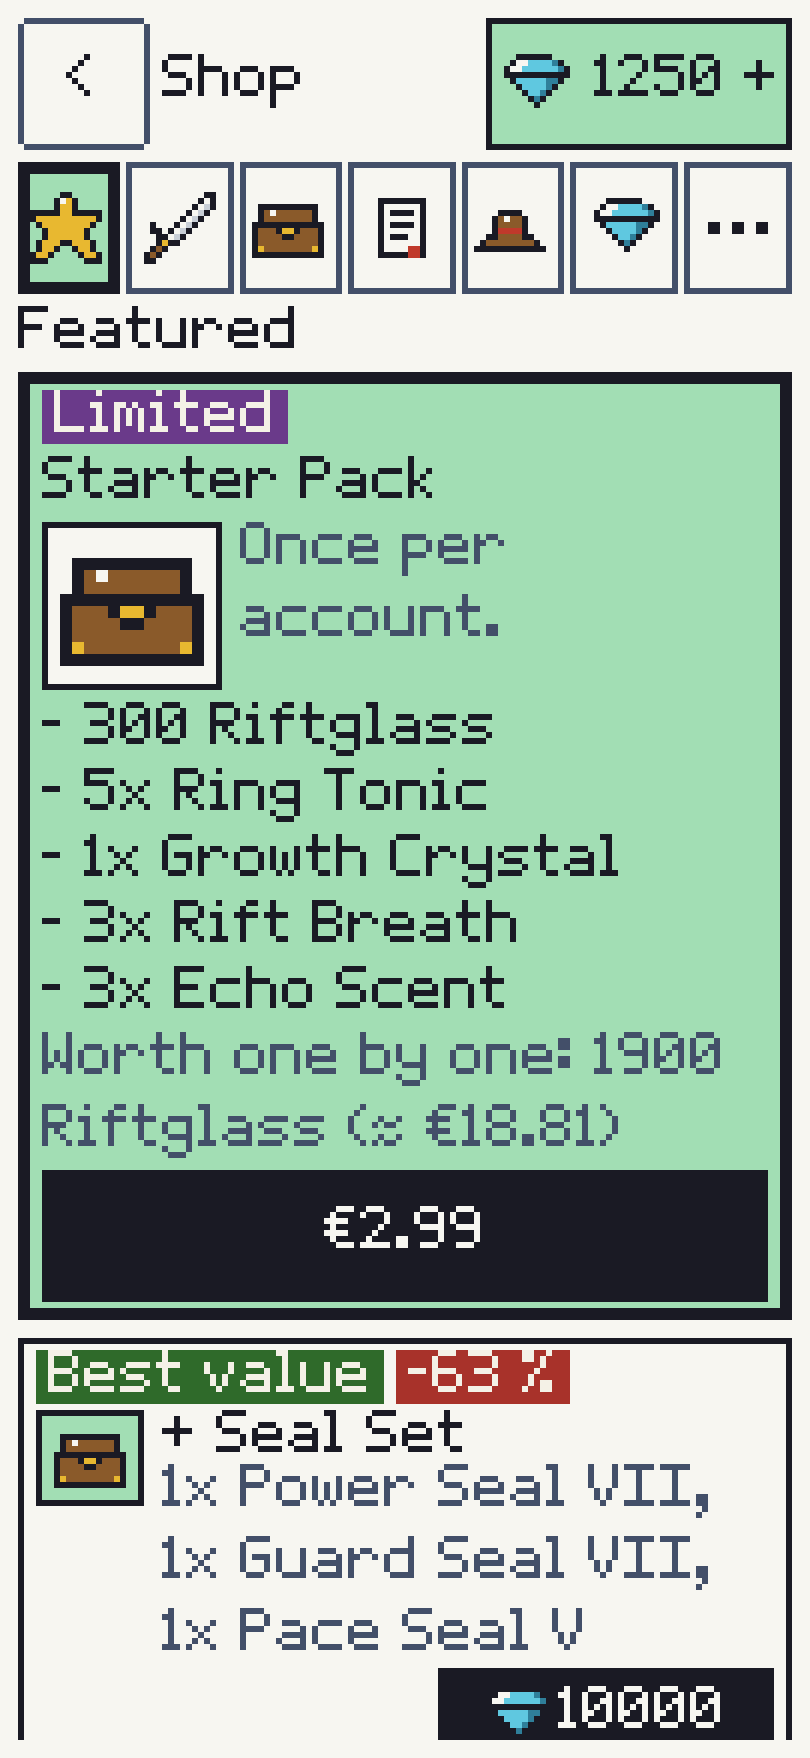 Shop
1250 +
Featured
Limited
Starter Pack
Once per
account.
- 300 Riftglass
- 5x Ring Tonic
- 1x Growth Crystal
- 3x Rift Breath
- 3x Echo Scent
Worth one by one: 1900
Riftglass (≈ €18.81)
€2.99
Best value -63 %
+ Seal Set
1x Power Seal VII,
1x Guard Seal VII,
1x Pace Seal V
10000